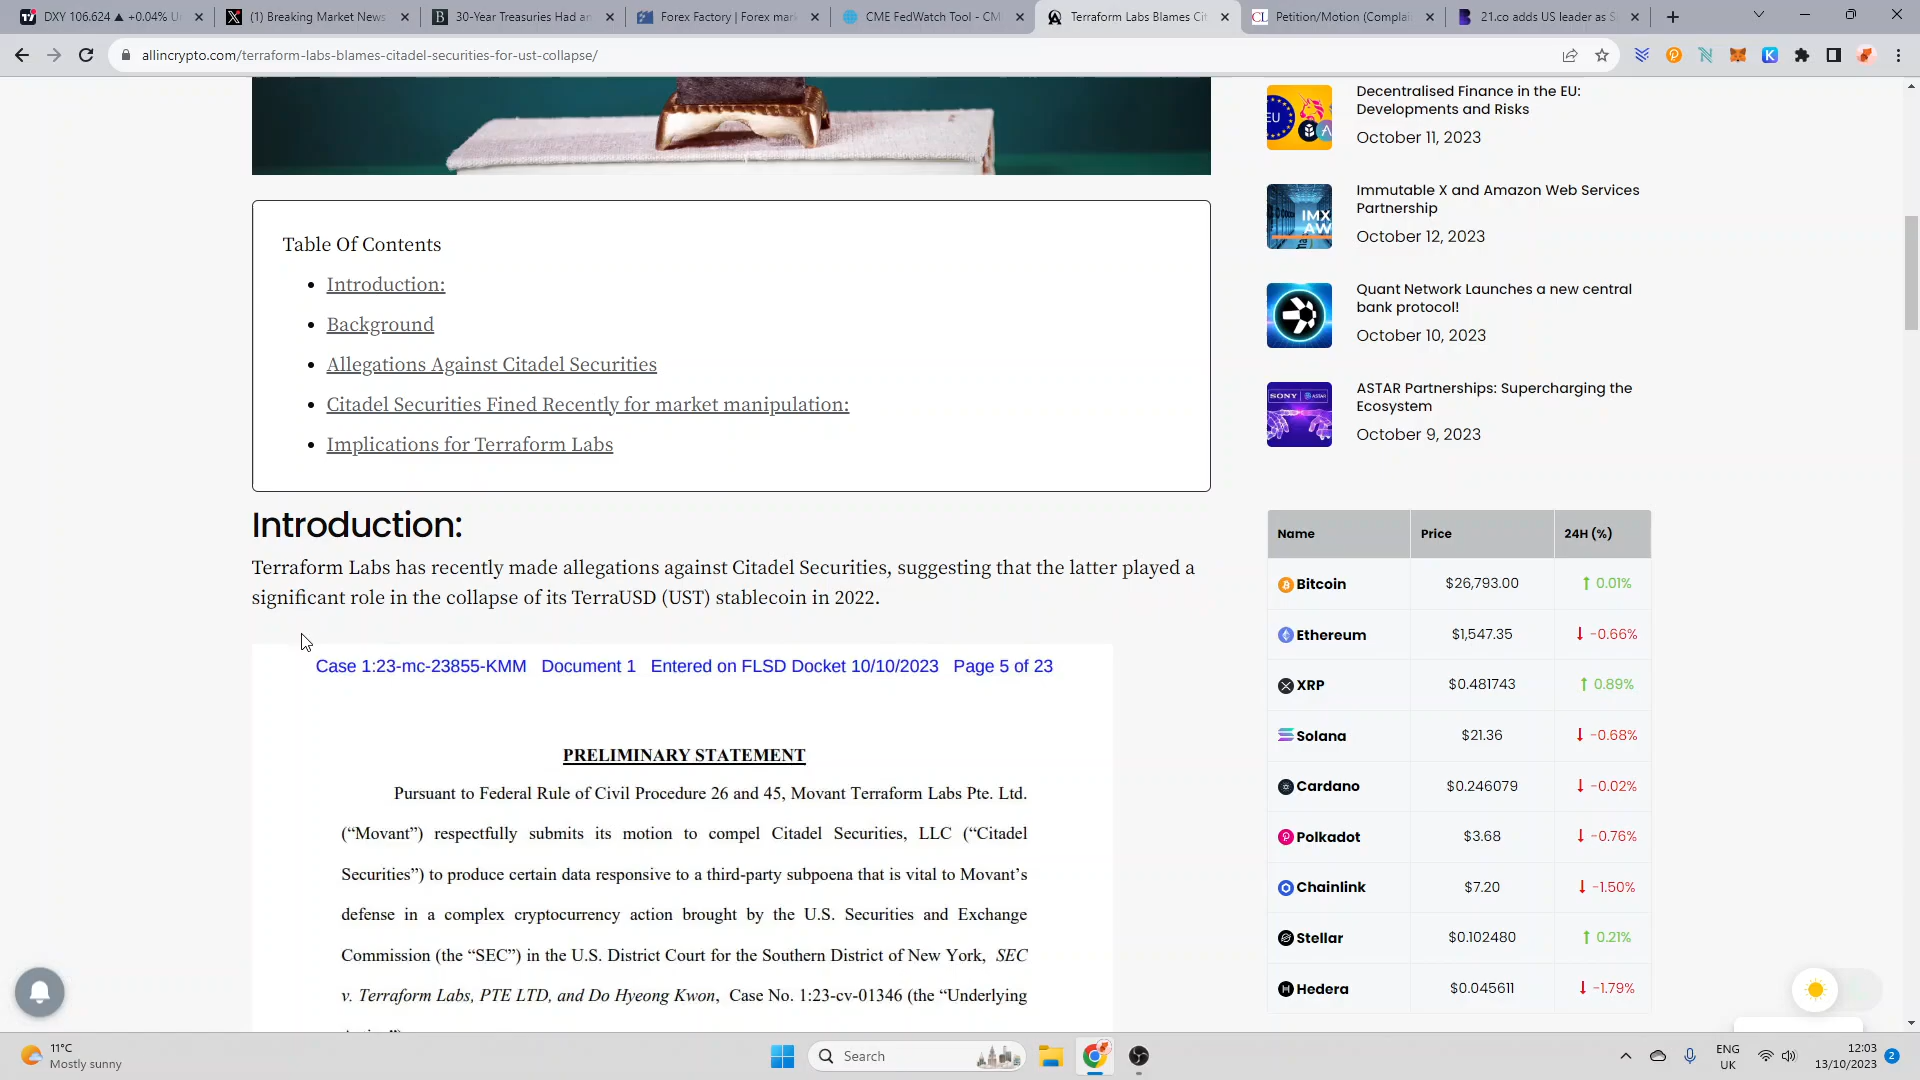 DXY 106.624 ▲ +0.04% U
(1) Breaking Market News
30-Year Treasuries Had an
Forex Factory | Forex mar
CME FedWatch Tool - CM
Terraform Labs Blames Cit
Petition/Motion (Complai
21.co adds US leader as S
allincrypto.com/terraform-labs-blames-citadel-securities-for-ust-collapse/
Table Of Contents
• Introduction:
• Background
• Allegations Against Citadel Securities
• Citadel Securities Fined Recently for market manipulation:
• Implications for Terraform Labs
Introduction:
Terraform Labs has recently made allegations against Citadel Securities, suggesting that the latter played a
significant role in the collapse of its TerraUSD (UST) stablecoin in 2022.
Case 1:23-mc-23855-KMM Document 1 Entered on FLSD Docket 10/10/2023 Page 5 of 23
PRELIMINARY STATEMENT
Pursuant to Federal Rule of Civil Procedure 26 and 45, Movant Terraform Labs Pte. Ltd.
(“Movant”) respectfully submits its motion to compel Citadel Securities, LLC (“Citadel
Securities”) to produce certain data responsive to a third-party subpoena that is vital to Movant’s
defense in a complex cryptocurrency action brought by the U.S. Securities and Exchange
Commission (the “SEC”) in the U.S. District Court for the Southern District of New York, SEC
v. Terraform Labs, PTE LTD, and Do Hyeong Kwon, Case No. 1:23-cv-01346 (the “Underlying
EU
Decentralised Finance in the EU:
Developments and Risks
October 11, 2023
IMX
AW
Immutable X and Amazon Web Services
Partnership
October 12, 2023
Quant Network Launches a new central
bank protocol!
October 10, 2023
SONY ASTAR
ASTAR Partnerships: Supercharging the
Ecosystem
October 9, 2023
Name Price 24H (%)
Bitcoin $26,793.00 ↑ 0.01%
Ethereum $1,547.35 ↓ -0.66%
XRP $0.481743 ↑ 0.89%
Solana $21.36 ↓ -0.68%
Cardano $0.246079 ↓ -0.02%
Polkadot $3.68 ↓ -0.76%
Chainlink $7.20 ↓ -1.50%
Stellar $0.102480 ↑ 0.21%
Hedera $0.045611 ↓ -1.79%
11°C
Mostly sunny
Search
ENG
UK
12:03
13/10/2023
2